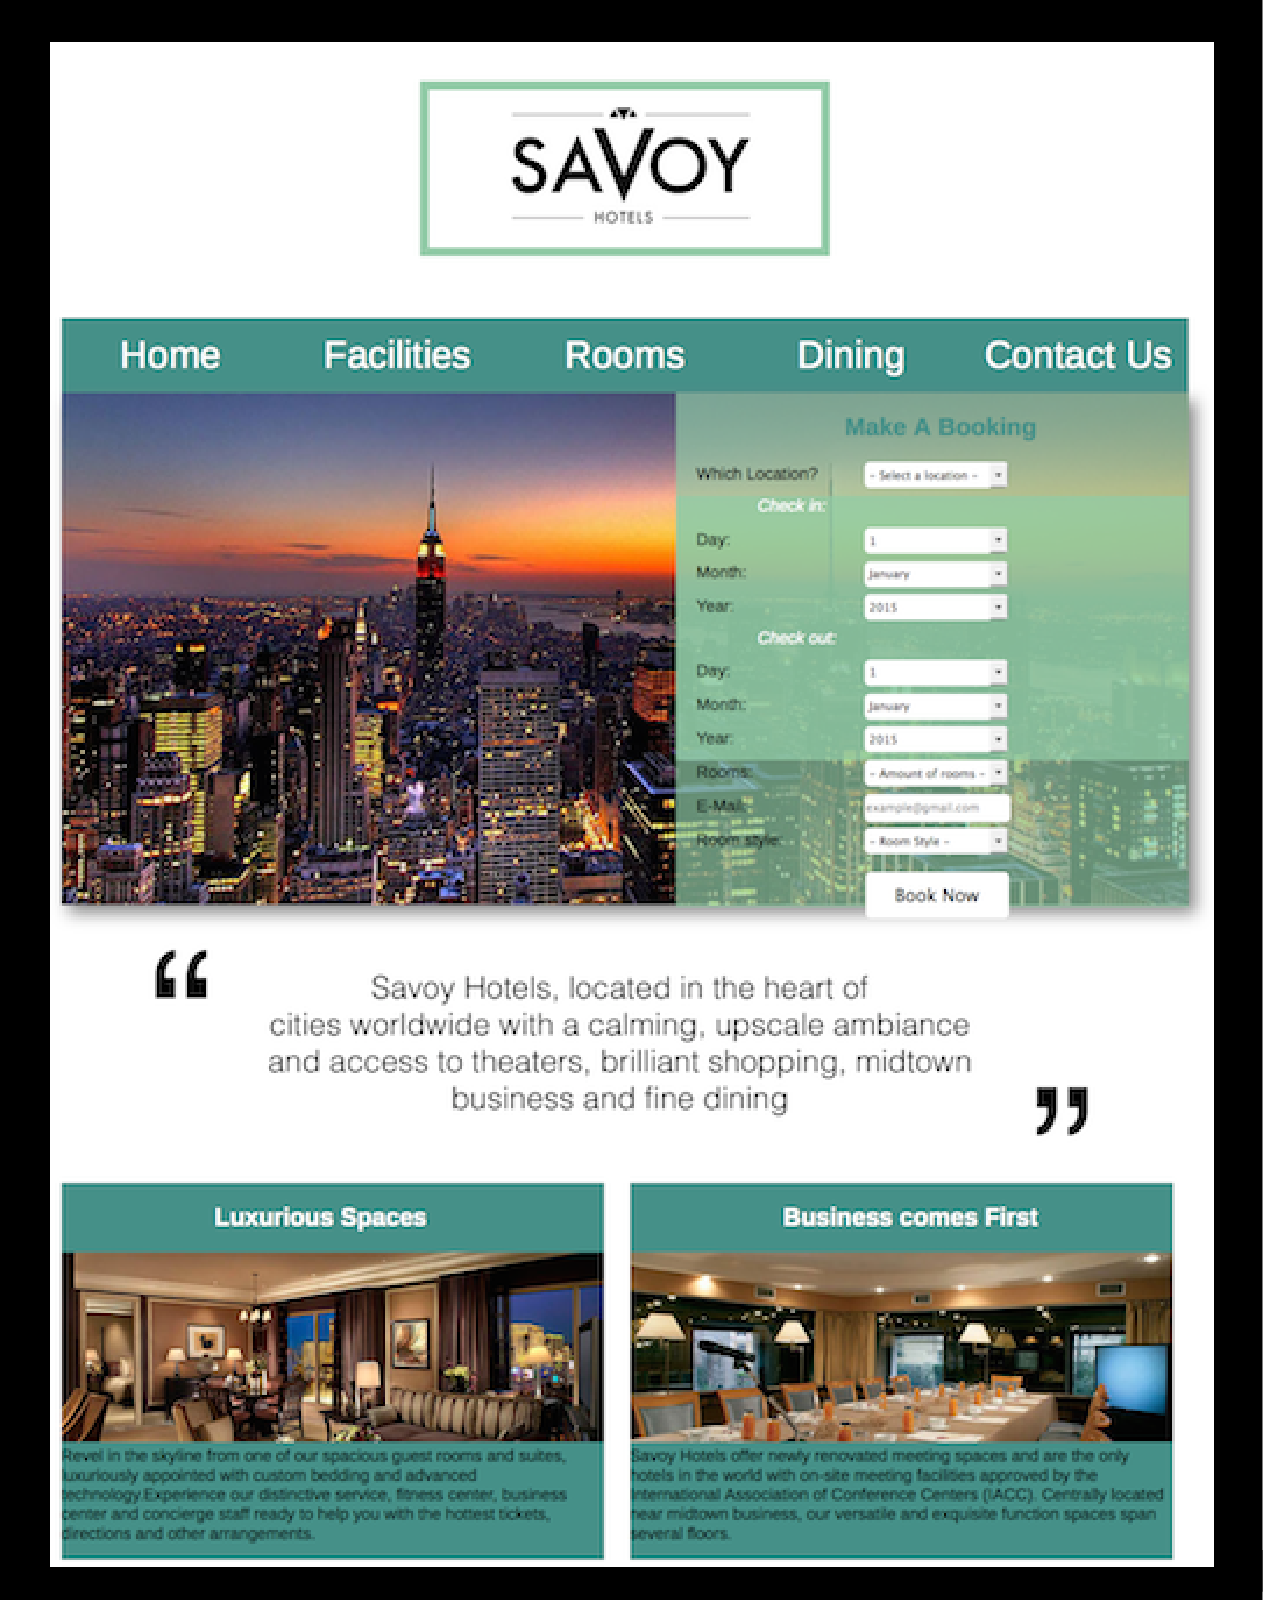 SAVOY
HOTELS
Home Facilities Rooms Dining Contact Us
Make A Booking
Which Location? - Select a location -
Check in:
Day: 1
Month: January
Year: 2015
Check out:
Day: 1
Month: January
Year: 2015
Rooms: - Amount of rooms -
E-Mail: example@gmail.com
Room style: - Room Style -
Book Now
“ Savoy Hotels, located in the heart of
cities worldwide with a calming, upscale ambiance
and access to theaters, brilliant shopping, midtown
business and fine dining ”
Luxurious Spaces
Revel in the skyline from one of our spacious guest rooms and suites,
luxuriously appointed with custom bedding and advanced
technology.Experience our distinctive service, fitness center, business
center and concierge staff ready to help you with the hottest tickets,
directions and other arrangements.
Business comes First
Savoy Hotels offer newly renovated meeting spaces and are the only
hotels in the world with on-site meeting facilities approved by the
International Association of Conference Centers (IACC). Centrally located
near midtown business, our versatile and exquisite function spaces span
several floors.